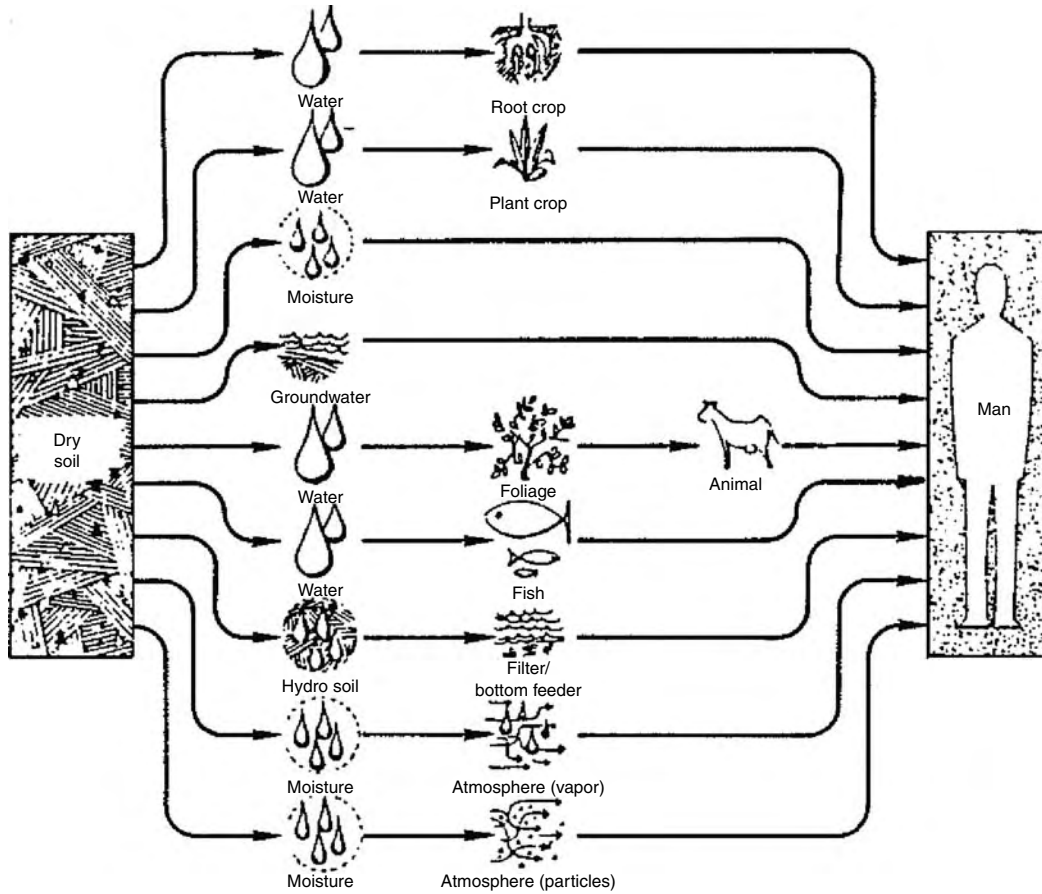 Water
Root crop
Water
Plant crop
Moisture
Groundwater
Dry
soil
Man
Foliage
Animal
Water
Fish
Hydro soil
Filter/
bottom feeder
Moisture
Atmosphere (vapor)
Moisture
Atmosphere (particles)